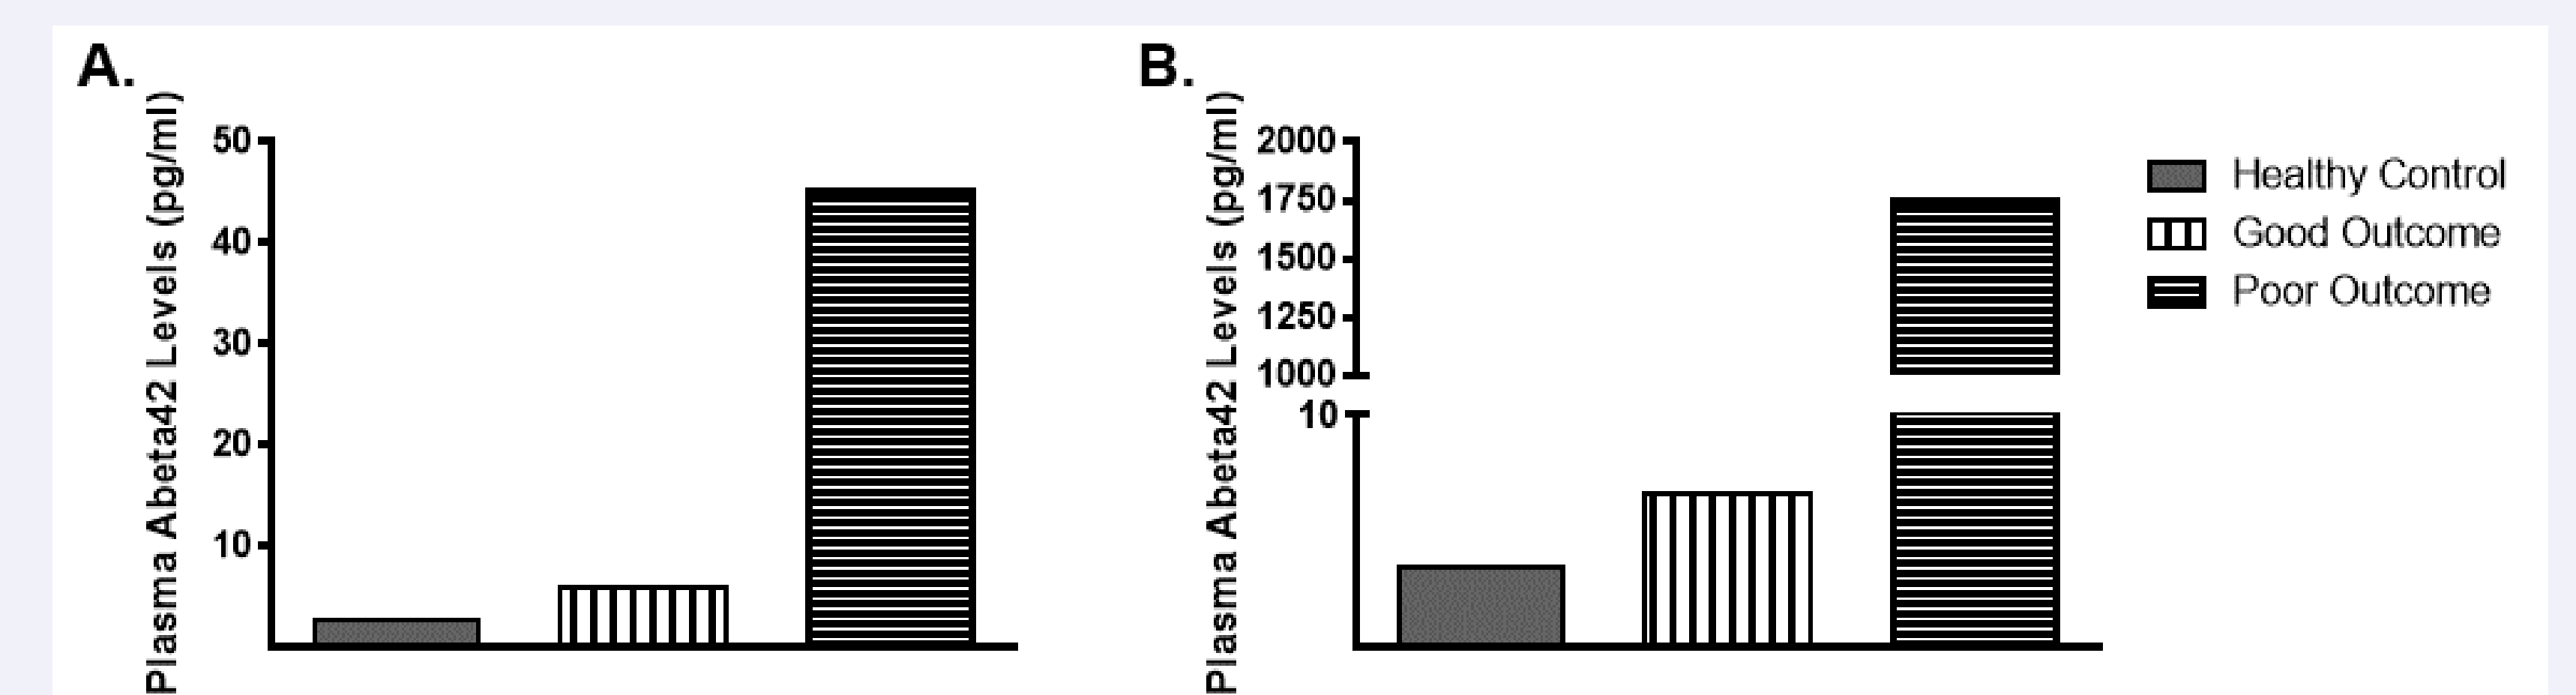 A.
Plasma Abeta42 Levels (pg/ml)
50
40
30
20
10
B.
Plasma Abeta42 Levels (pg/ml)
2000
1750
1500
1250
1000
10
Healthy Control
Good Outcome
Poor Outcome